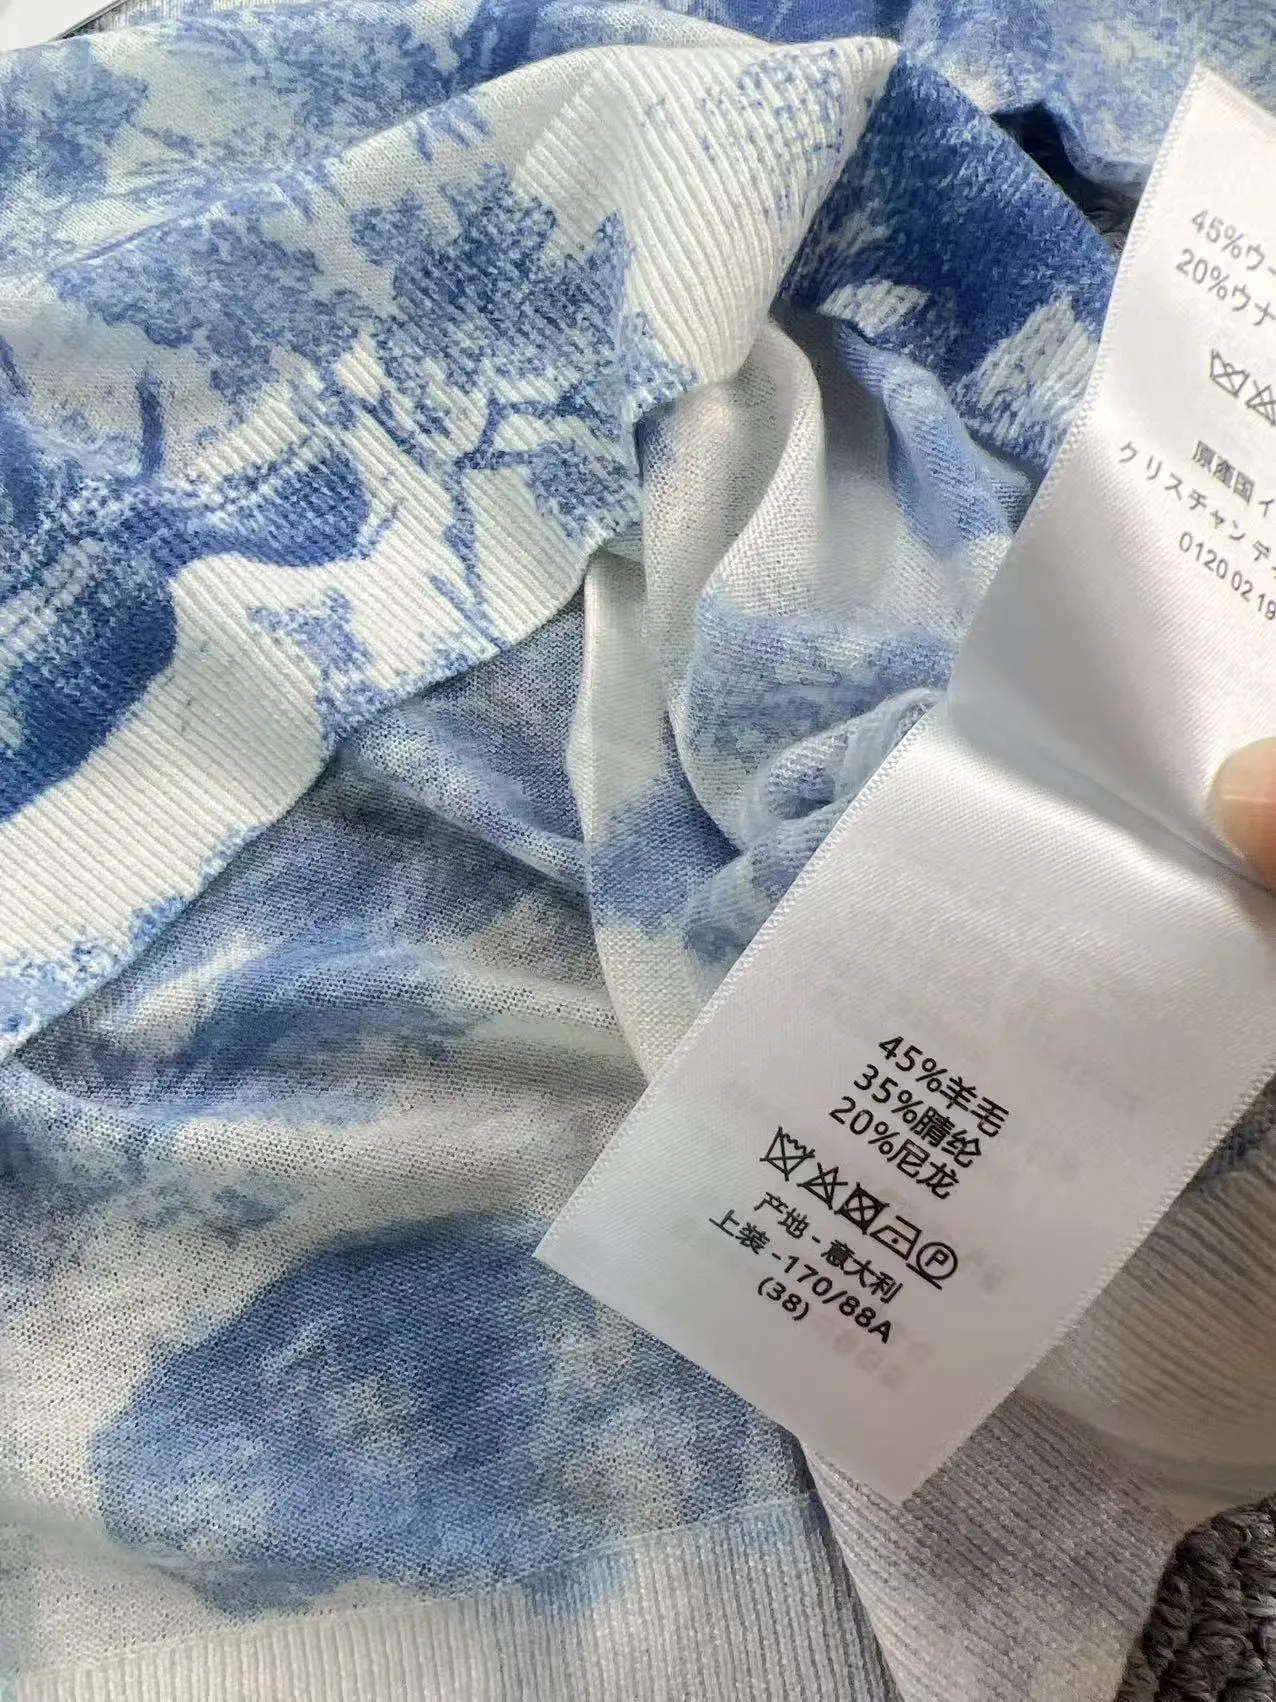 45%ウ
20%ウナ
原産国 イ
クリスチャン ディ
0120 02 19
45%羊毛
35%腈纶
20%尼龙
P
产地 - 意大利
上装 -170/88A
(38)